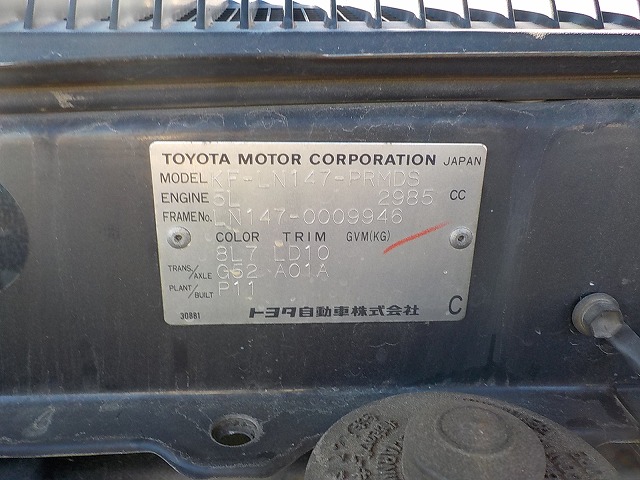 TOYOTA MOTOR CORPORATION JAPAN
MODEL KF-LN147-PRMDS
ENGINE 5L 2985 CC
FRAME No. LN147-0009946
COLOR TRIM GVM(KG)
8L7 LD10
TRANS./AXLE G52 A01A
PLANT/BUILT P11
30881
トヨタ自動車株式会社
C